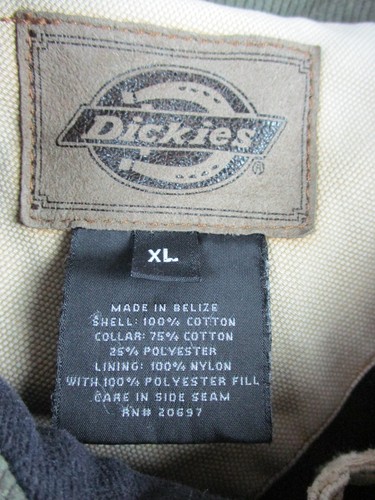 Dickies
®
XL
MADE IN BELIZE
SHELL: 100% COTTON
COLLAR: 75% COTTON
25% POLYESTER
LINING: 100% NYLON
WITH 100% POLYESTER FILL
CARE IN SIDE SEAM
RN# 20697